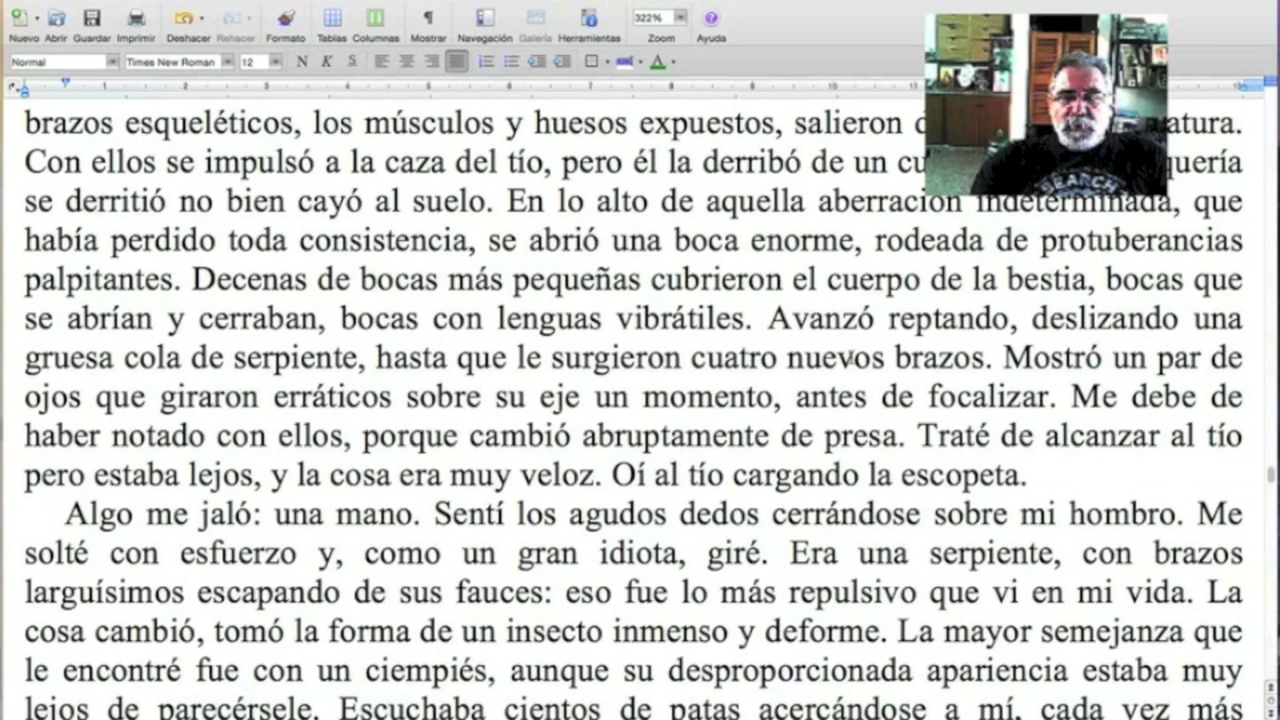 Nuevo Abrir Guardar Imprimir Deshacer Rehacer Formato Tablas Columnas Mostrar Navegación Galería Herramientas 322% Zoom Ayuda
Normal Times New Roman 12 N K S
1 2 3 4 5 6 7 8 9 10 11
brazos esqueléticos, los músculos y huesos expuestos, salieron
Con ellos se impulsó a la caza del tío, pero él la derribó de un
se derritió no bien cayó al suelo. En lo alto de aquella aberración indeterminada, que
había perdido toda consistencia, se abrió una boca enorme, rodeada de protuberancias
palpitantes. Decenas de bocas más pequeñas cubrieron el cuerpo de la bestia, bocas que
se abrían y cerraban, bocas con lenguas vibrátiles. Avanzó reptando, deslizando una
gruesa cola de serpiente, hasta que le surgieron cuatro nuevos brazos. Mostró un par de
ojos que giraron erráticos sobre su eje un momento, antes de focalizar. Me debe de
haber notado con ellos, porque cambió abruptamente de presa. Traté de alcanzar al tío
pero estaba lejos, y la cosa era muy veloz. Oí al tío cargando la escopeta.
Algo me jaló: una mano. Sentí los agudos dedos cerrándose sobre mi hombro. Me
solté con esfuerzo y, como un gran idiota, giré. Era una serpiente, con brazos
larguísimos escapando de sus fauces: eso fue lo más repulsivo que vi en mi vida. La
cosa cambió, tomó la forma de un insecto inmenso y deforme. La mayor semejanza que
le encontré fue con un ciempiés, aunque su desproporcionada apariencia estaba muy
lejos de parecérsele. Escuchaba cientos de patas acercándose a mí, cada vez más